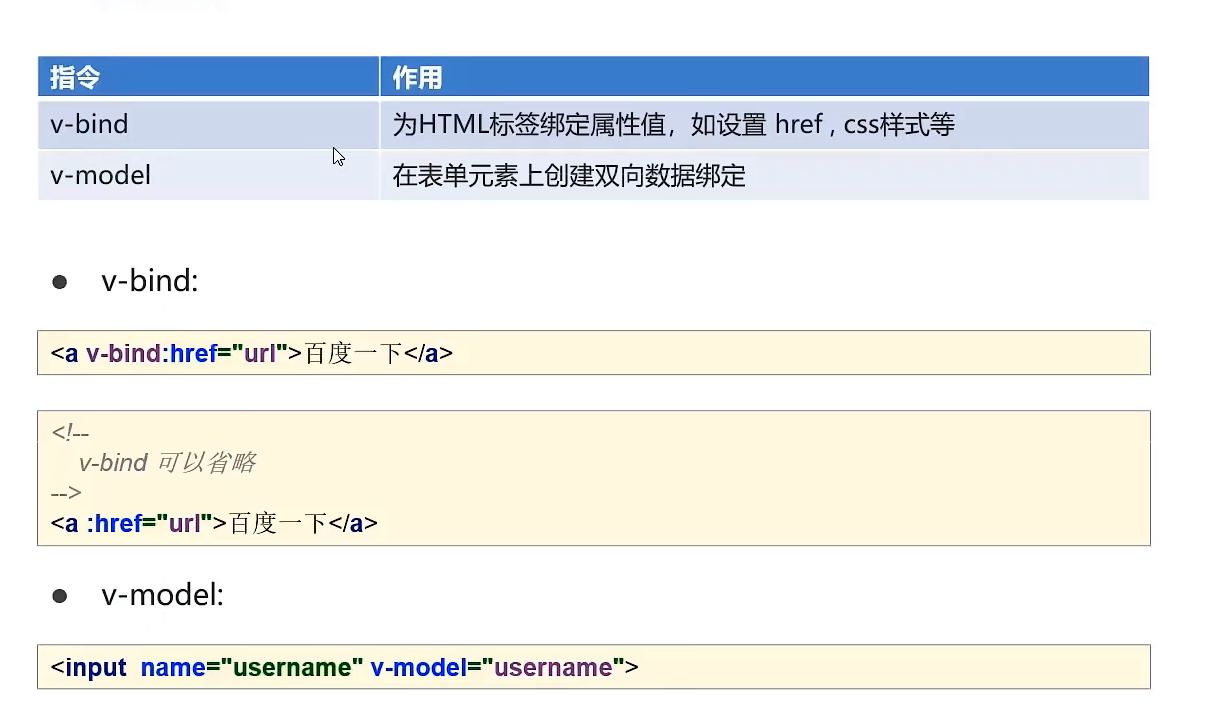 指令 作用
v-bind 为HTML标签绑定属性值，如设置 href , css样式等
v-model 在表单元素上创建双向数据绑定
● v-bind:
<a v-bind:href="url">百度一下</a>
<!--
v-bind 可以省略
-->
<a :href="url">百度一下</a>
● v-model:
<input name="username" v-model="username">